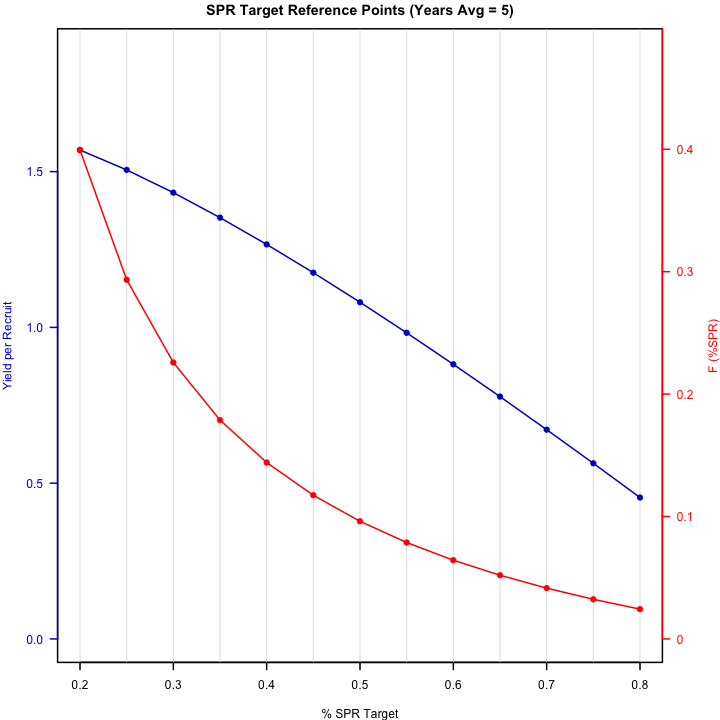 SPR Target Reference Points (Years Avg = 5)
Yield per Recruit
1.5
1.0
0.5
0.0
0.4
0.3
0.2
0.1
0
F (%SPR)
0.2 0.3 0.4 0.5 0.6 0.7 0.8
% SPR Target